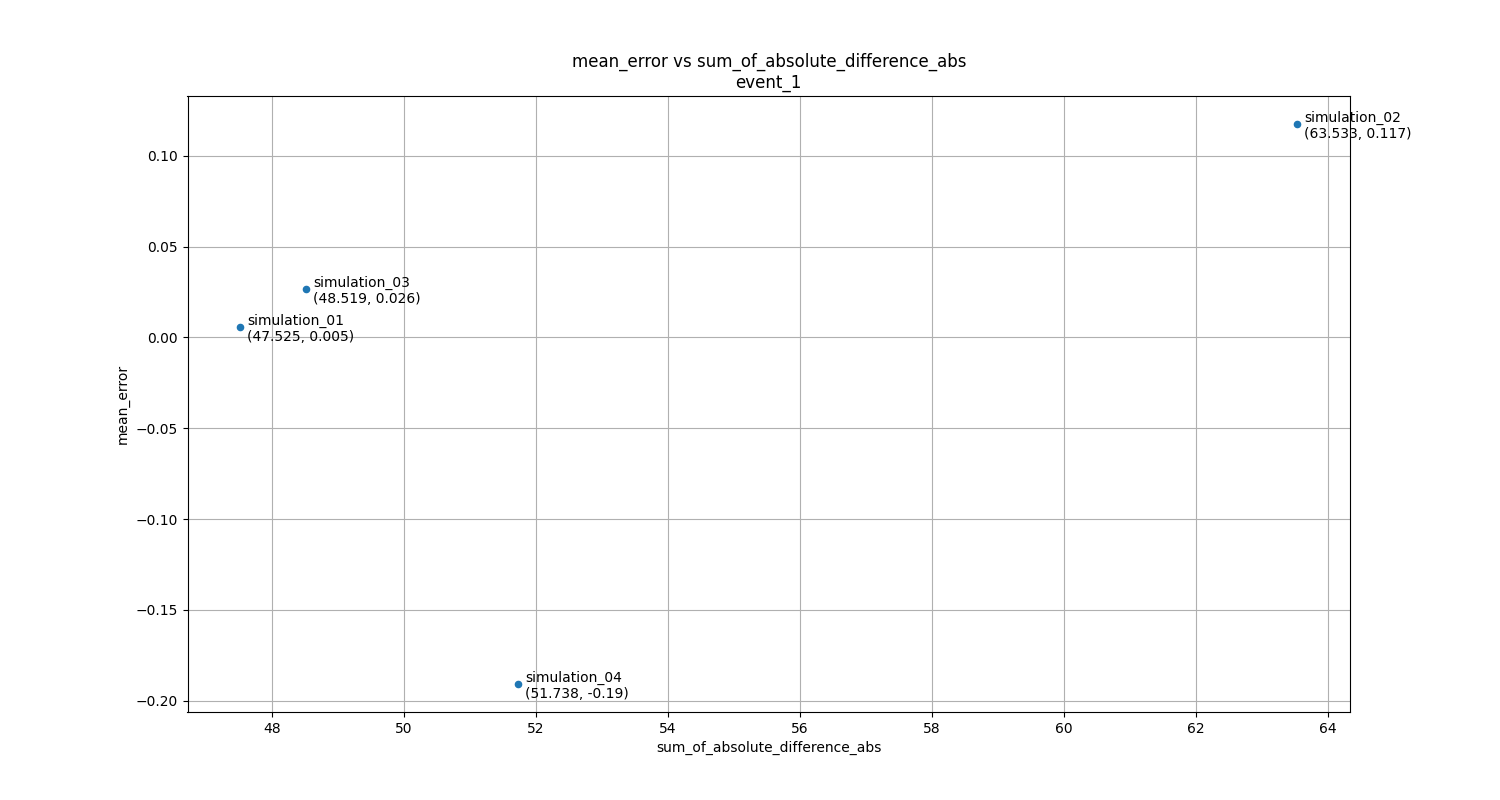 mean_error vs sum_of_absolute_difference_abs
event_1
simulation_02
(63.533, 0.117)
0.10
0.05
simulation_03
(48.519, 0.026)
simulation_01
(47.525, 0.005)
0.00
mean_error
−0.05
−0.10
−0.15
simulation_04
(51.738, -0.19)
−0.20
48 50 52 54 56 58 60 62 64
sum_of_absolute_difference_abs